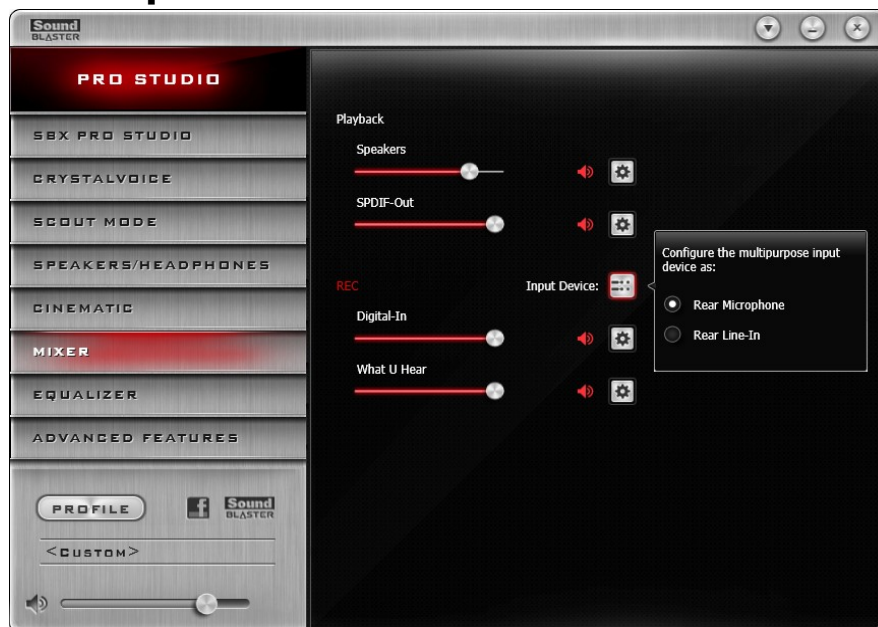 Sound
BLASTER
PRO STUDIO
SBX PRO STUDIO
CRYSTALVOICE
SCOUT MODE
SPEAKERS/HEADPHONES
CINEMATIC
MIXER
EQUALIZER
ADVANCED FEATURES
PROFILE
f
Sound
BLASTER
<CUSTOM>
Playback
Speakers
SPDIF-Out
REC
Input Device:
Digital-In
What U Hear
Configure the multipurpose input
device as:
Rear Microphone
Rear Line-In